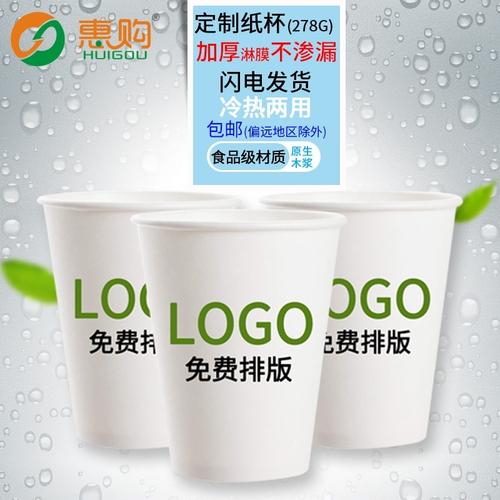 惠购
HUIGOU
定制纸杯(278G)
加厚淋膜不渗漏
闪电发货
冷热两用
包邮(偏远地区除外)
食品级材质 原生木浆
LOGO
免费排版
LOGO
免费排版
LOGO
免费排版